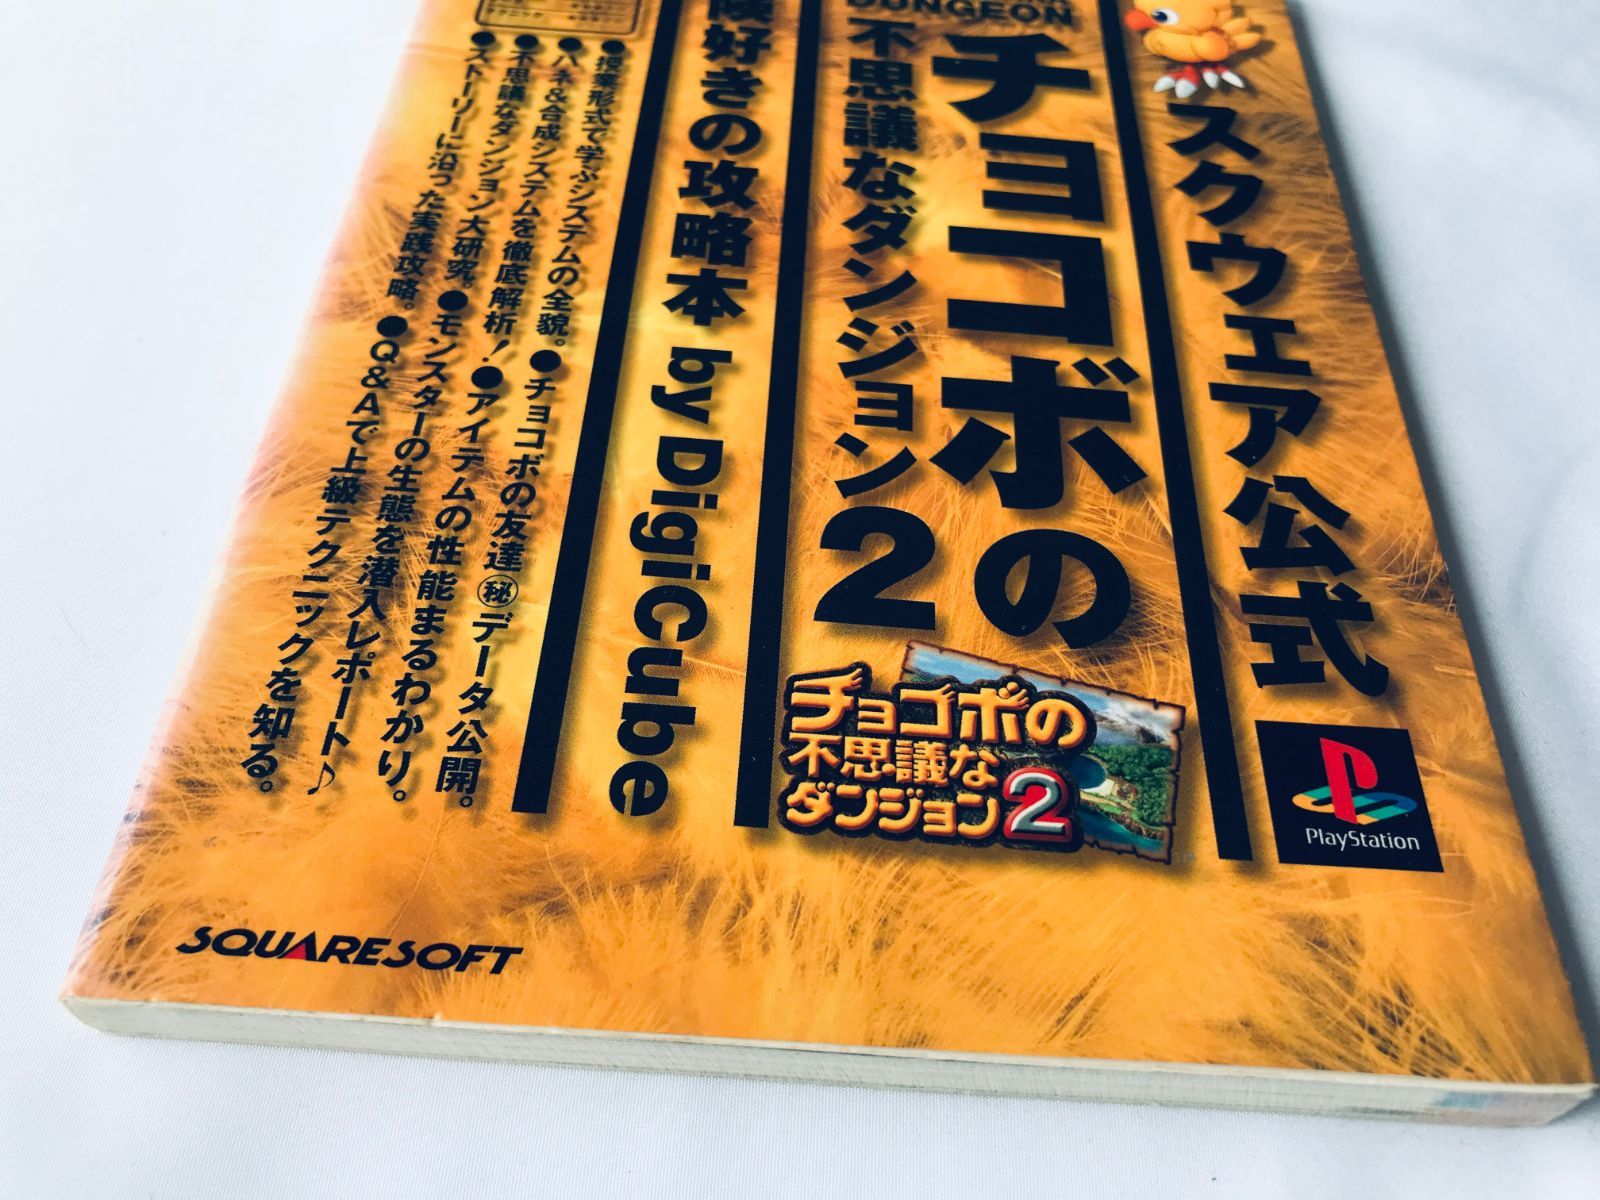 スクウェア公式
DUNGEON
チョコボの
不思議なダンジョン2
険好きの攻略本 by DigiCube
●授業形式で学ぶシステムの全貌。●チョコボの友達㊙データ公開。
●ハネ&合成システムを徹底解析!●アイテムの性能まるわかり。
●不思議なダンジョン大研究。●モンスターの生態を潜入レポート♪
●ストーリーに沿った実践攻略。●Q&Aで上級テクニックを知る。
チョコボの
不思議な
ダンジョン2
PlayStation
SQUARESOFT